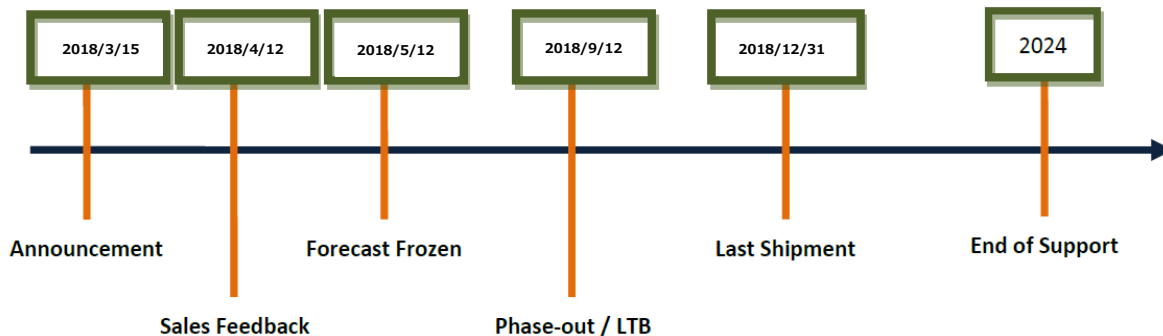 2018/3/15
2018/4/12
2018/5/12
2018/9/12
2018/12/31
2024
Announcement
Forecast Frozen
Last Shipment
End of Support
Sales Feedback
Phase-out / LTB